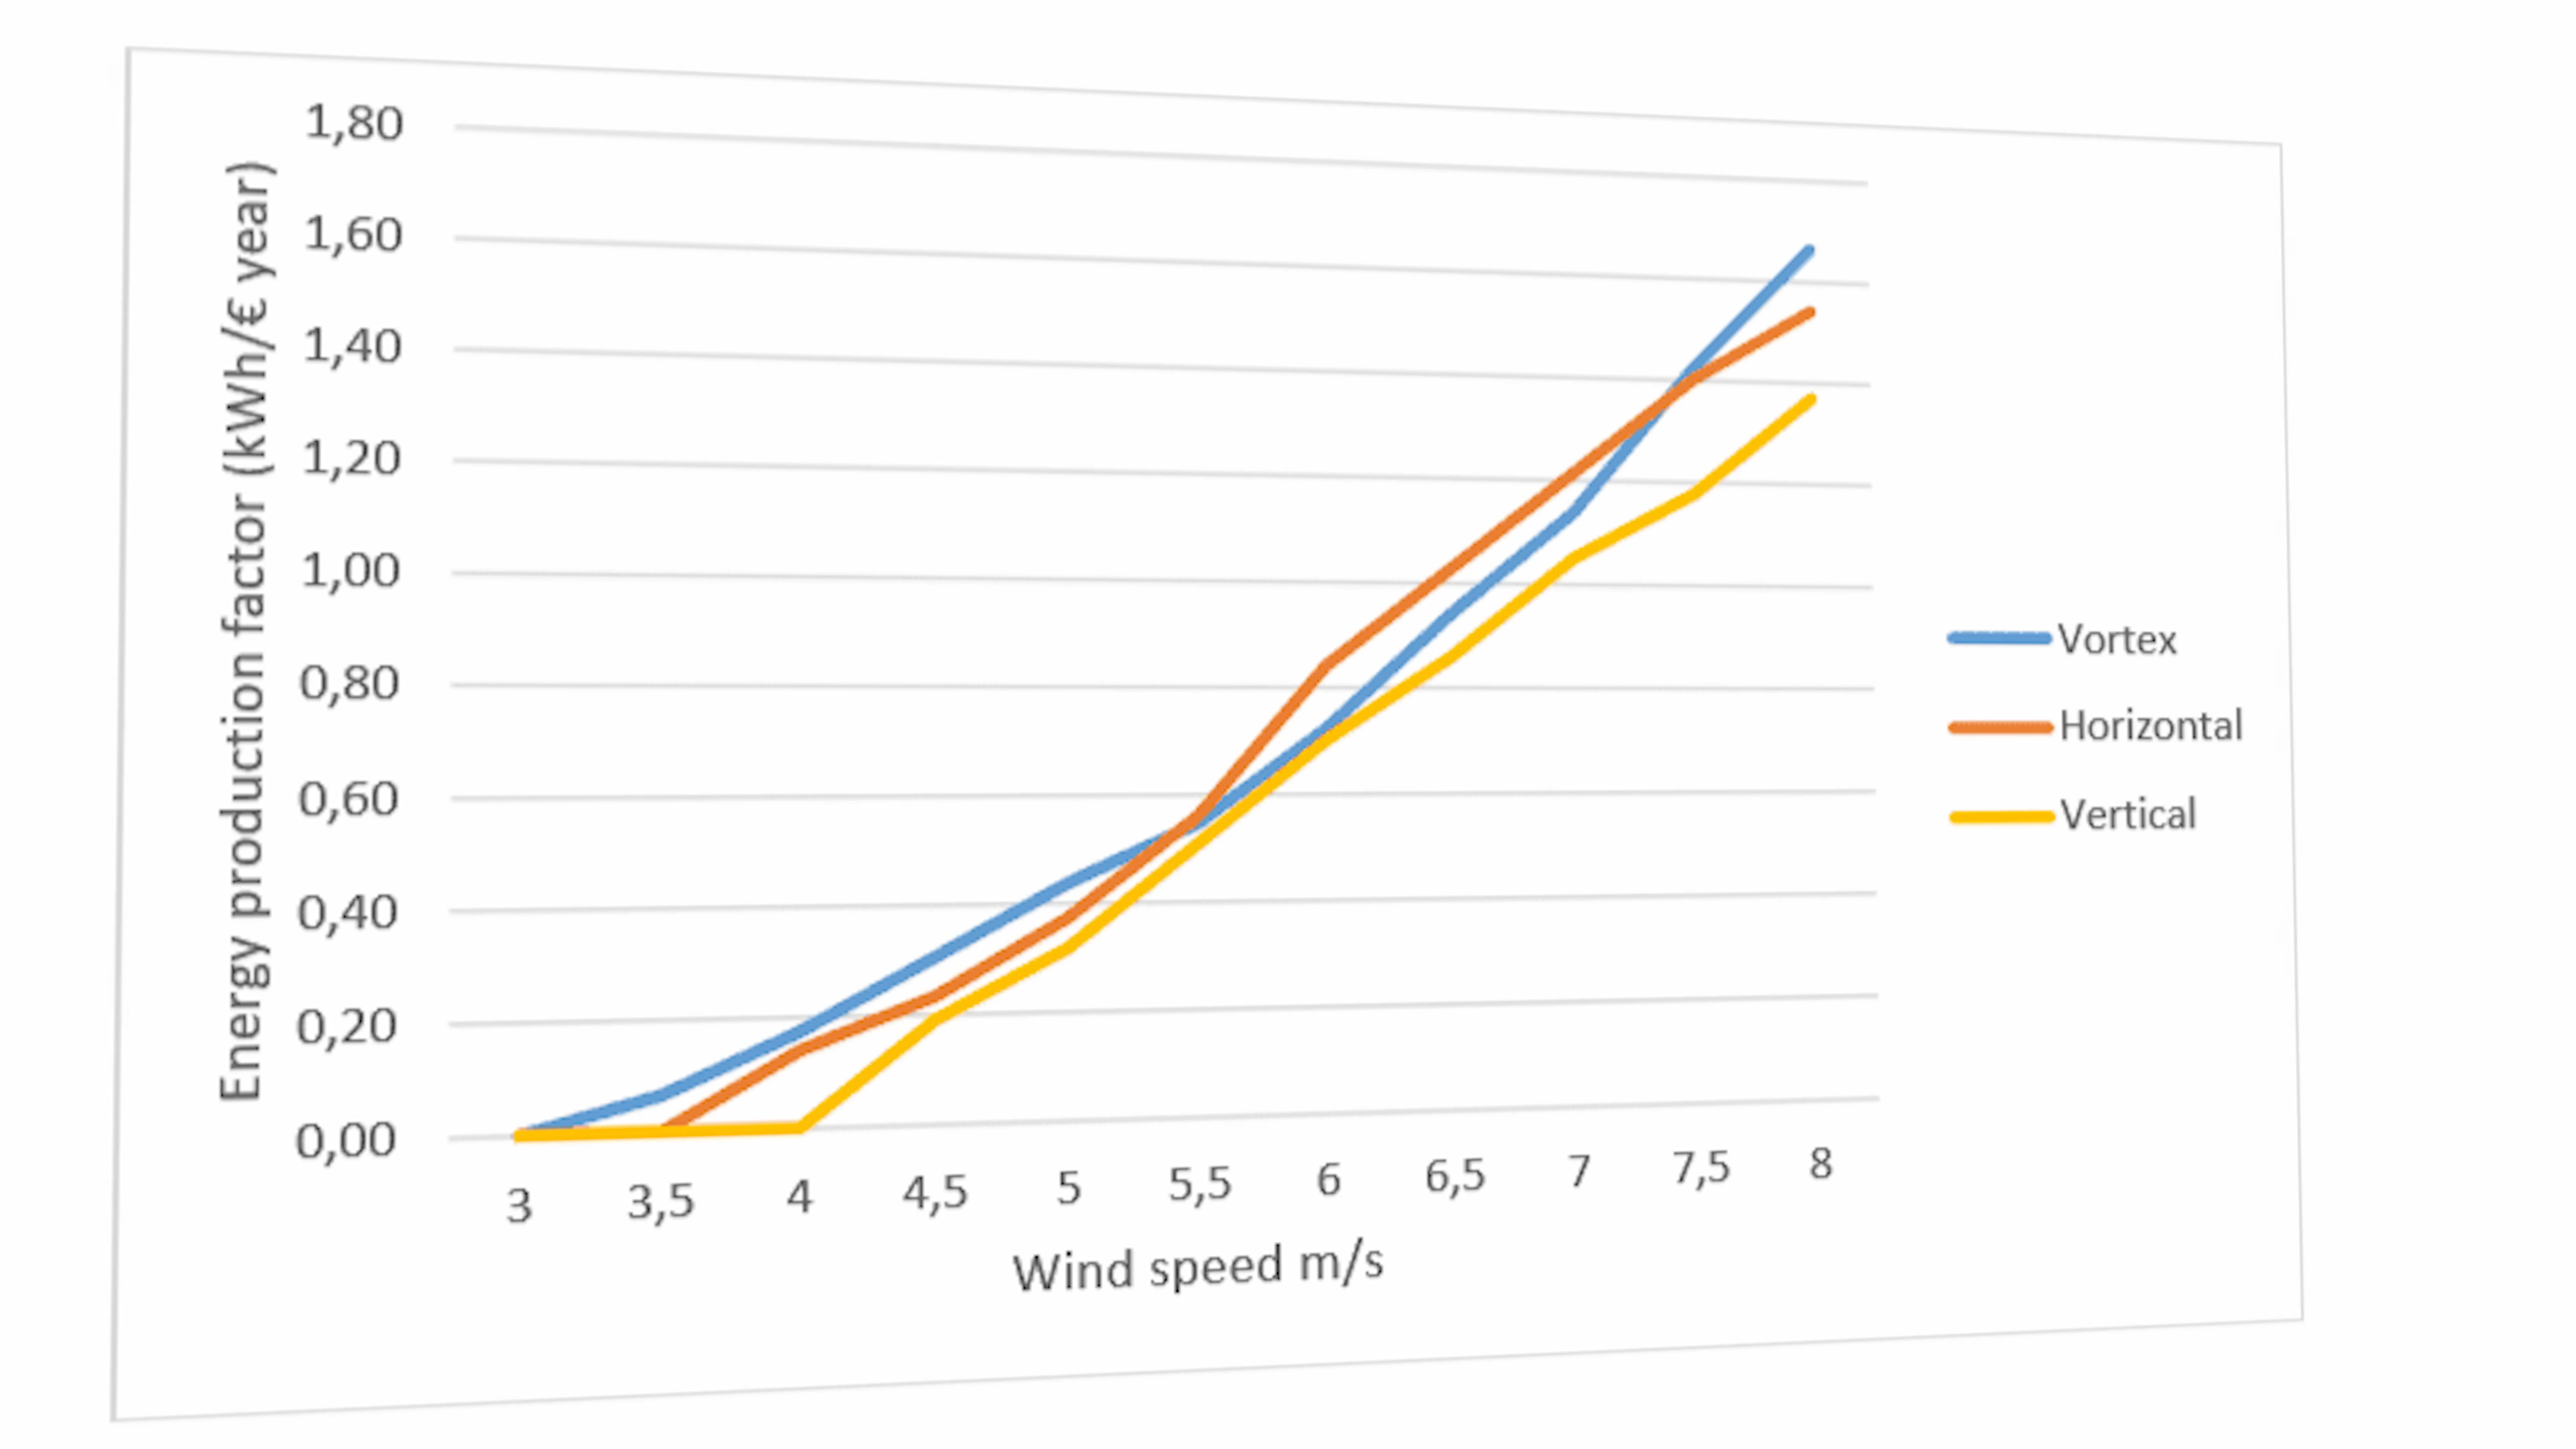 Energy production factor (kWh/€ year)
1,80
1,60
1,40
1,20
1,00
0,80
0,60
0,40
0,20
0,00
3 3,5 4 4,5 5 5,5 6 6,5 7 7,5 8
Wind speed m/s
Vortex
Horizontal
Vertical